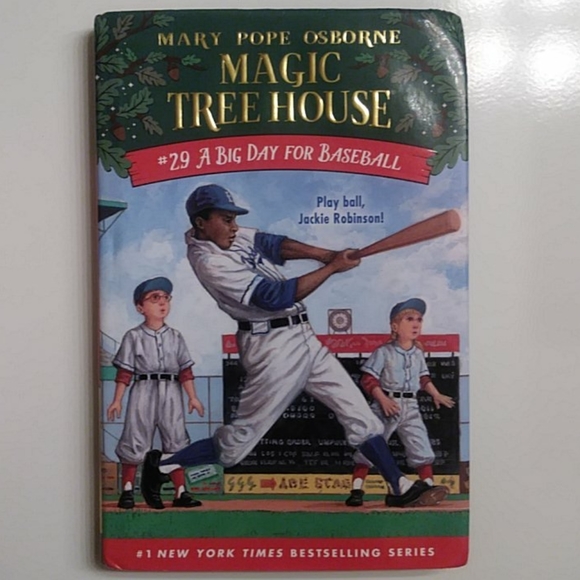 MARY POPE OSBORNE
MAGIC
TREE HOUSE
#29 A BIG DAY FOR BASEBALL
Play ball,
Jackie Robinson!
#1 NEW YORK TIMES BESTSELLING SERIES